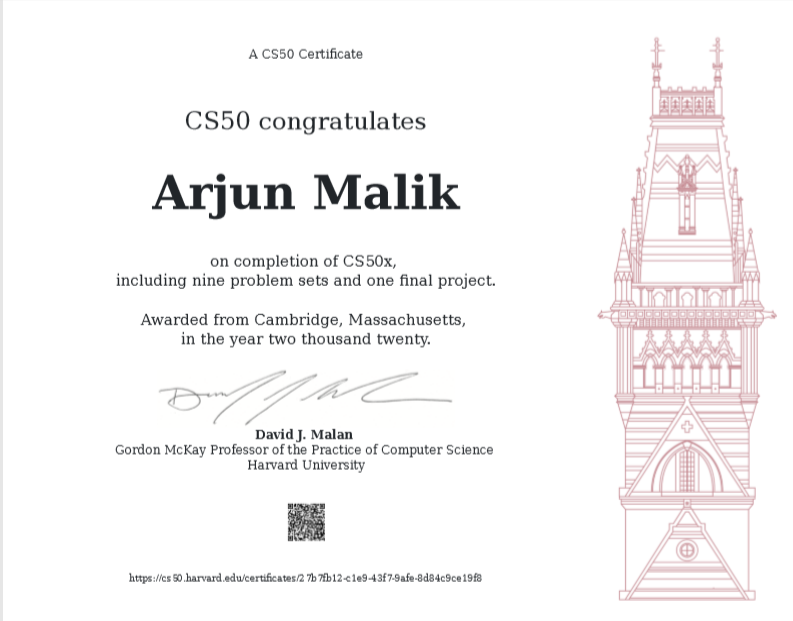 A CS50 Certificate
CS50 congratulates
Arjun Malik
on completion of CS50x,
including nine problem sets and one final project.
Awarded from Cambridge, Massachusetts,
in the year two thousand twenty.
David J. Malan
Gordon McKay Professor of the Practice of Computer Science
Harvard University
https://cs50.harvard.edu/certificates/27b7fb12-c1e9-43f7-9afe-8d84c9ce19f8